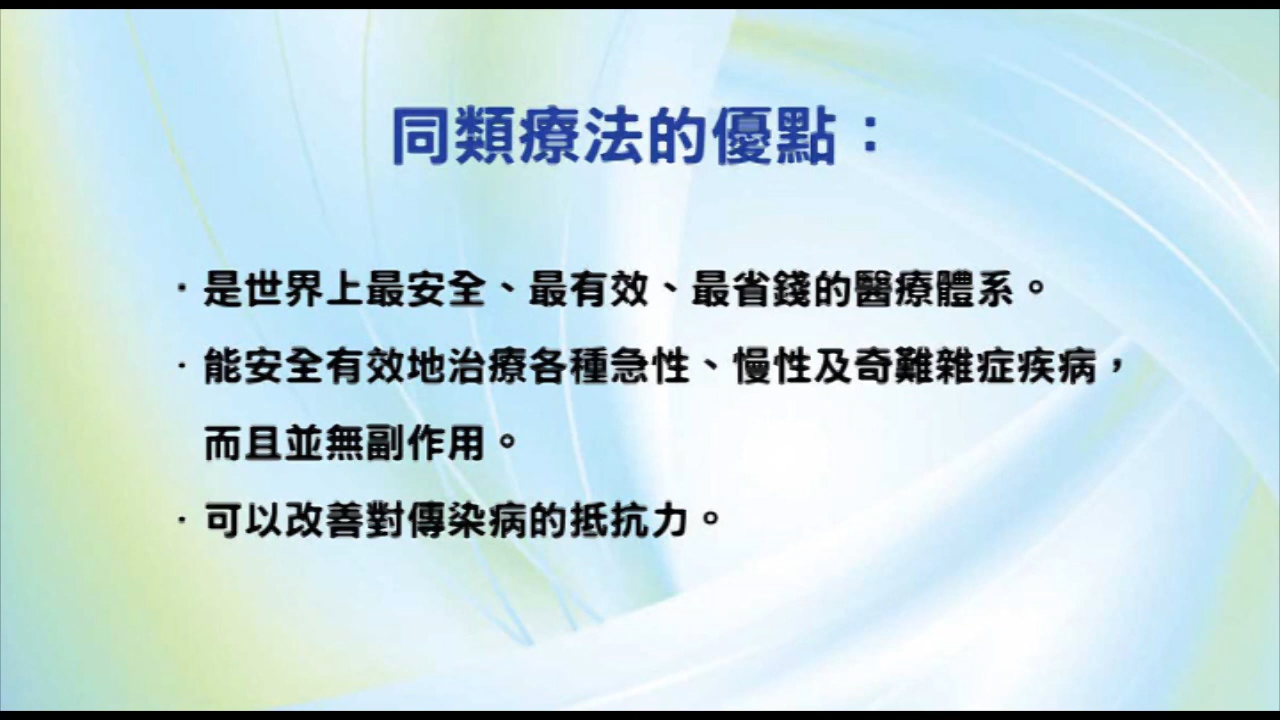 同類療法的優點：
·是世界上最安全、最有效、最省錢的醫療體系。
·能安全有效地治療各種急性、慢性及奇難雜症疾病，
而且並無副作用。
·可以改善對傳染病的抵抗力。